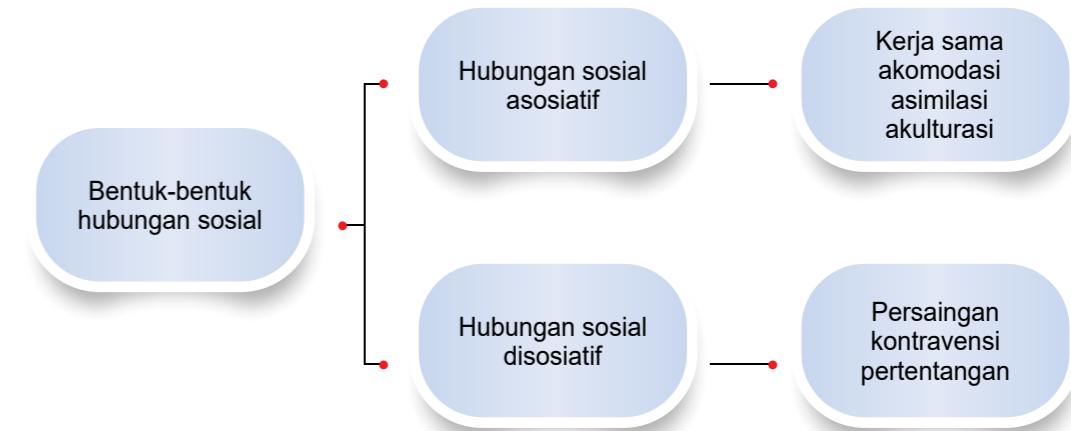 Bentuk-bentuk
hubungan sosial
Hubungan sosial
asosiatif
Kerja sama
akomodasi
asimilasi
akulturasi
Hubungan sosial
disosiatif
Persaingan
kontravensi
pertentangan